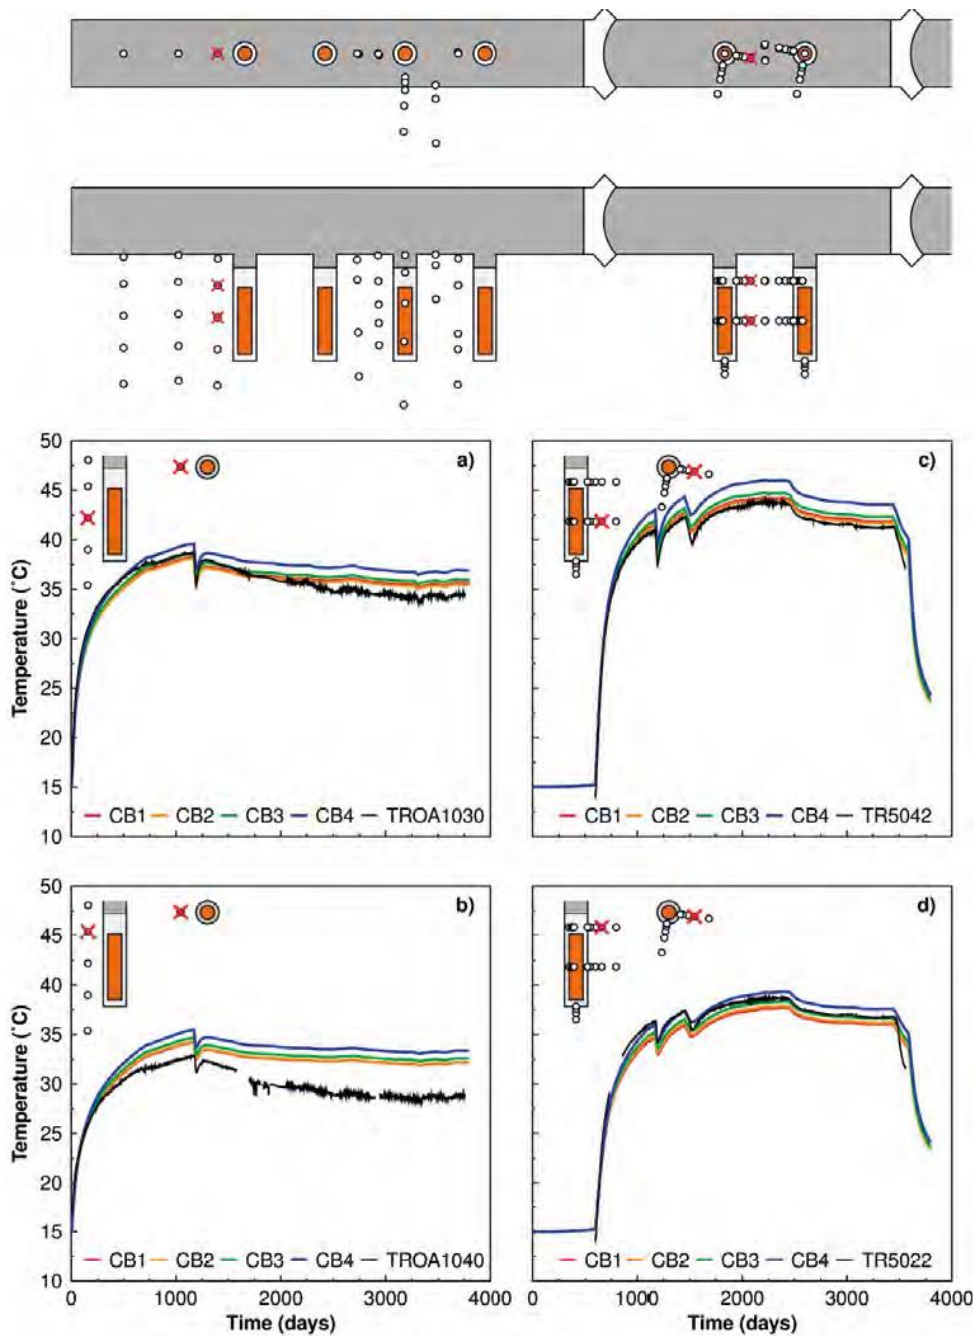 50 a) c)
45
40
35
30
25
20
15
10
Temperature (°C)
CB1 CB2 CB3 CB4 TROA1030
CB1 CB2 CB3 CB4 TR5042
50 b) d)
45
40
35
30
25
20
15
10
Temperature (°C)
CB1 CB2 CB3 CB4 TROA1040
CB1 CB2 CB3 CB4 TR5022
0 1000 2000 3000 4000 0 1000 2000 3000 4000
Time (days) Time (days)